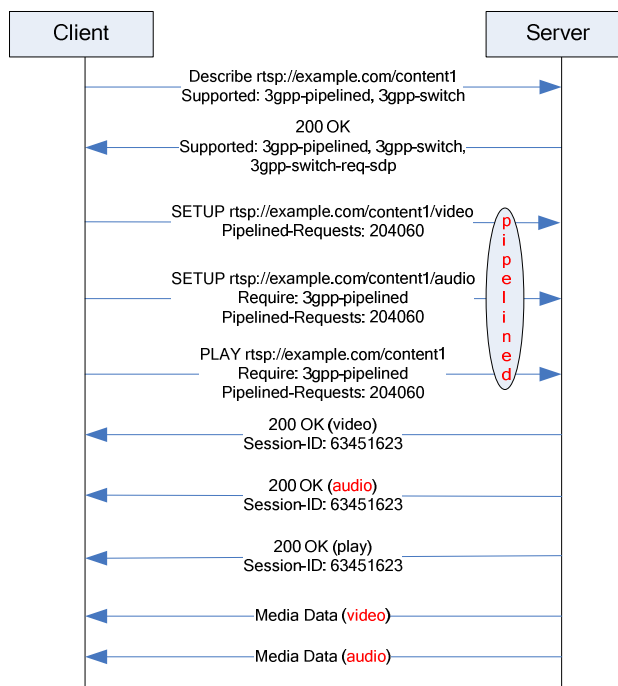 Client
Server
Describe rtsp://example.com/content1
Supported: 3gpp-pipelined, 3gpp-switch
200 OK
Supported: 3gpp-pipelined, 3gpp-switch,
3gpp-switch-req-sdp
SETUP rtsp://example.com/content1/video
Pipelined-Requests: 204060
SETUP rtsp://example.com/content1/audio
Require: 3gpp-pipelined
Pipelined-Requests: 204060
PLAY rtsp://example.com/content1
Require: 3gpp-pipelined
Pipelined-Requests: 204060
pipelined
200 OK (video)
Session-ID: 63451623
200 OK (audio)
Session-ID: 63451623
200 OK (play)
Session-ID: 63451623
Media Data (video)
Media Data (audio)